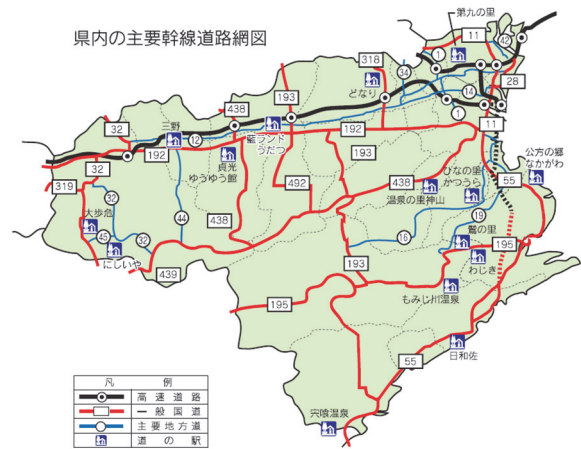 県内の主要幹線道路網図
第九の里
11
42
1
28
318
34
どなり
14
1
193
438
32
三野
12
藍ランド
うだつ
192
11
192
貞光
ゆうゆう館
193
公方の郷
なかがわ
32
319
ひなの里
かつうら
55
438
492
温泉の里神山
32
大歩危
44
438
19
鷲の里
45
32
16
195
にしいや
わじき
439
193
もみじ川温泉
195
日和佐
55
宍喰温泉
凡例
高速道路
一般国道
主要地方道
道の駅